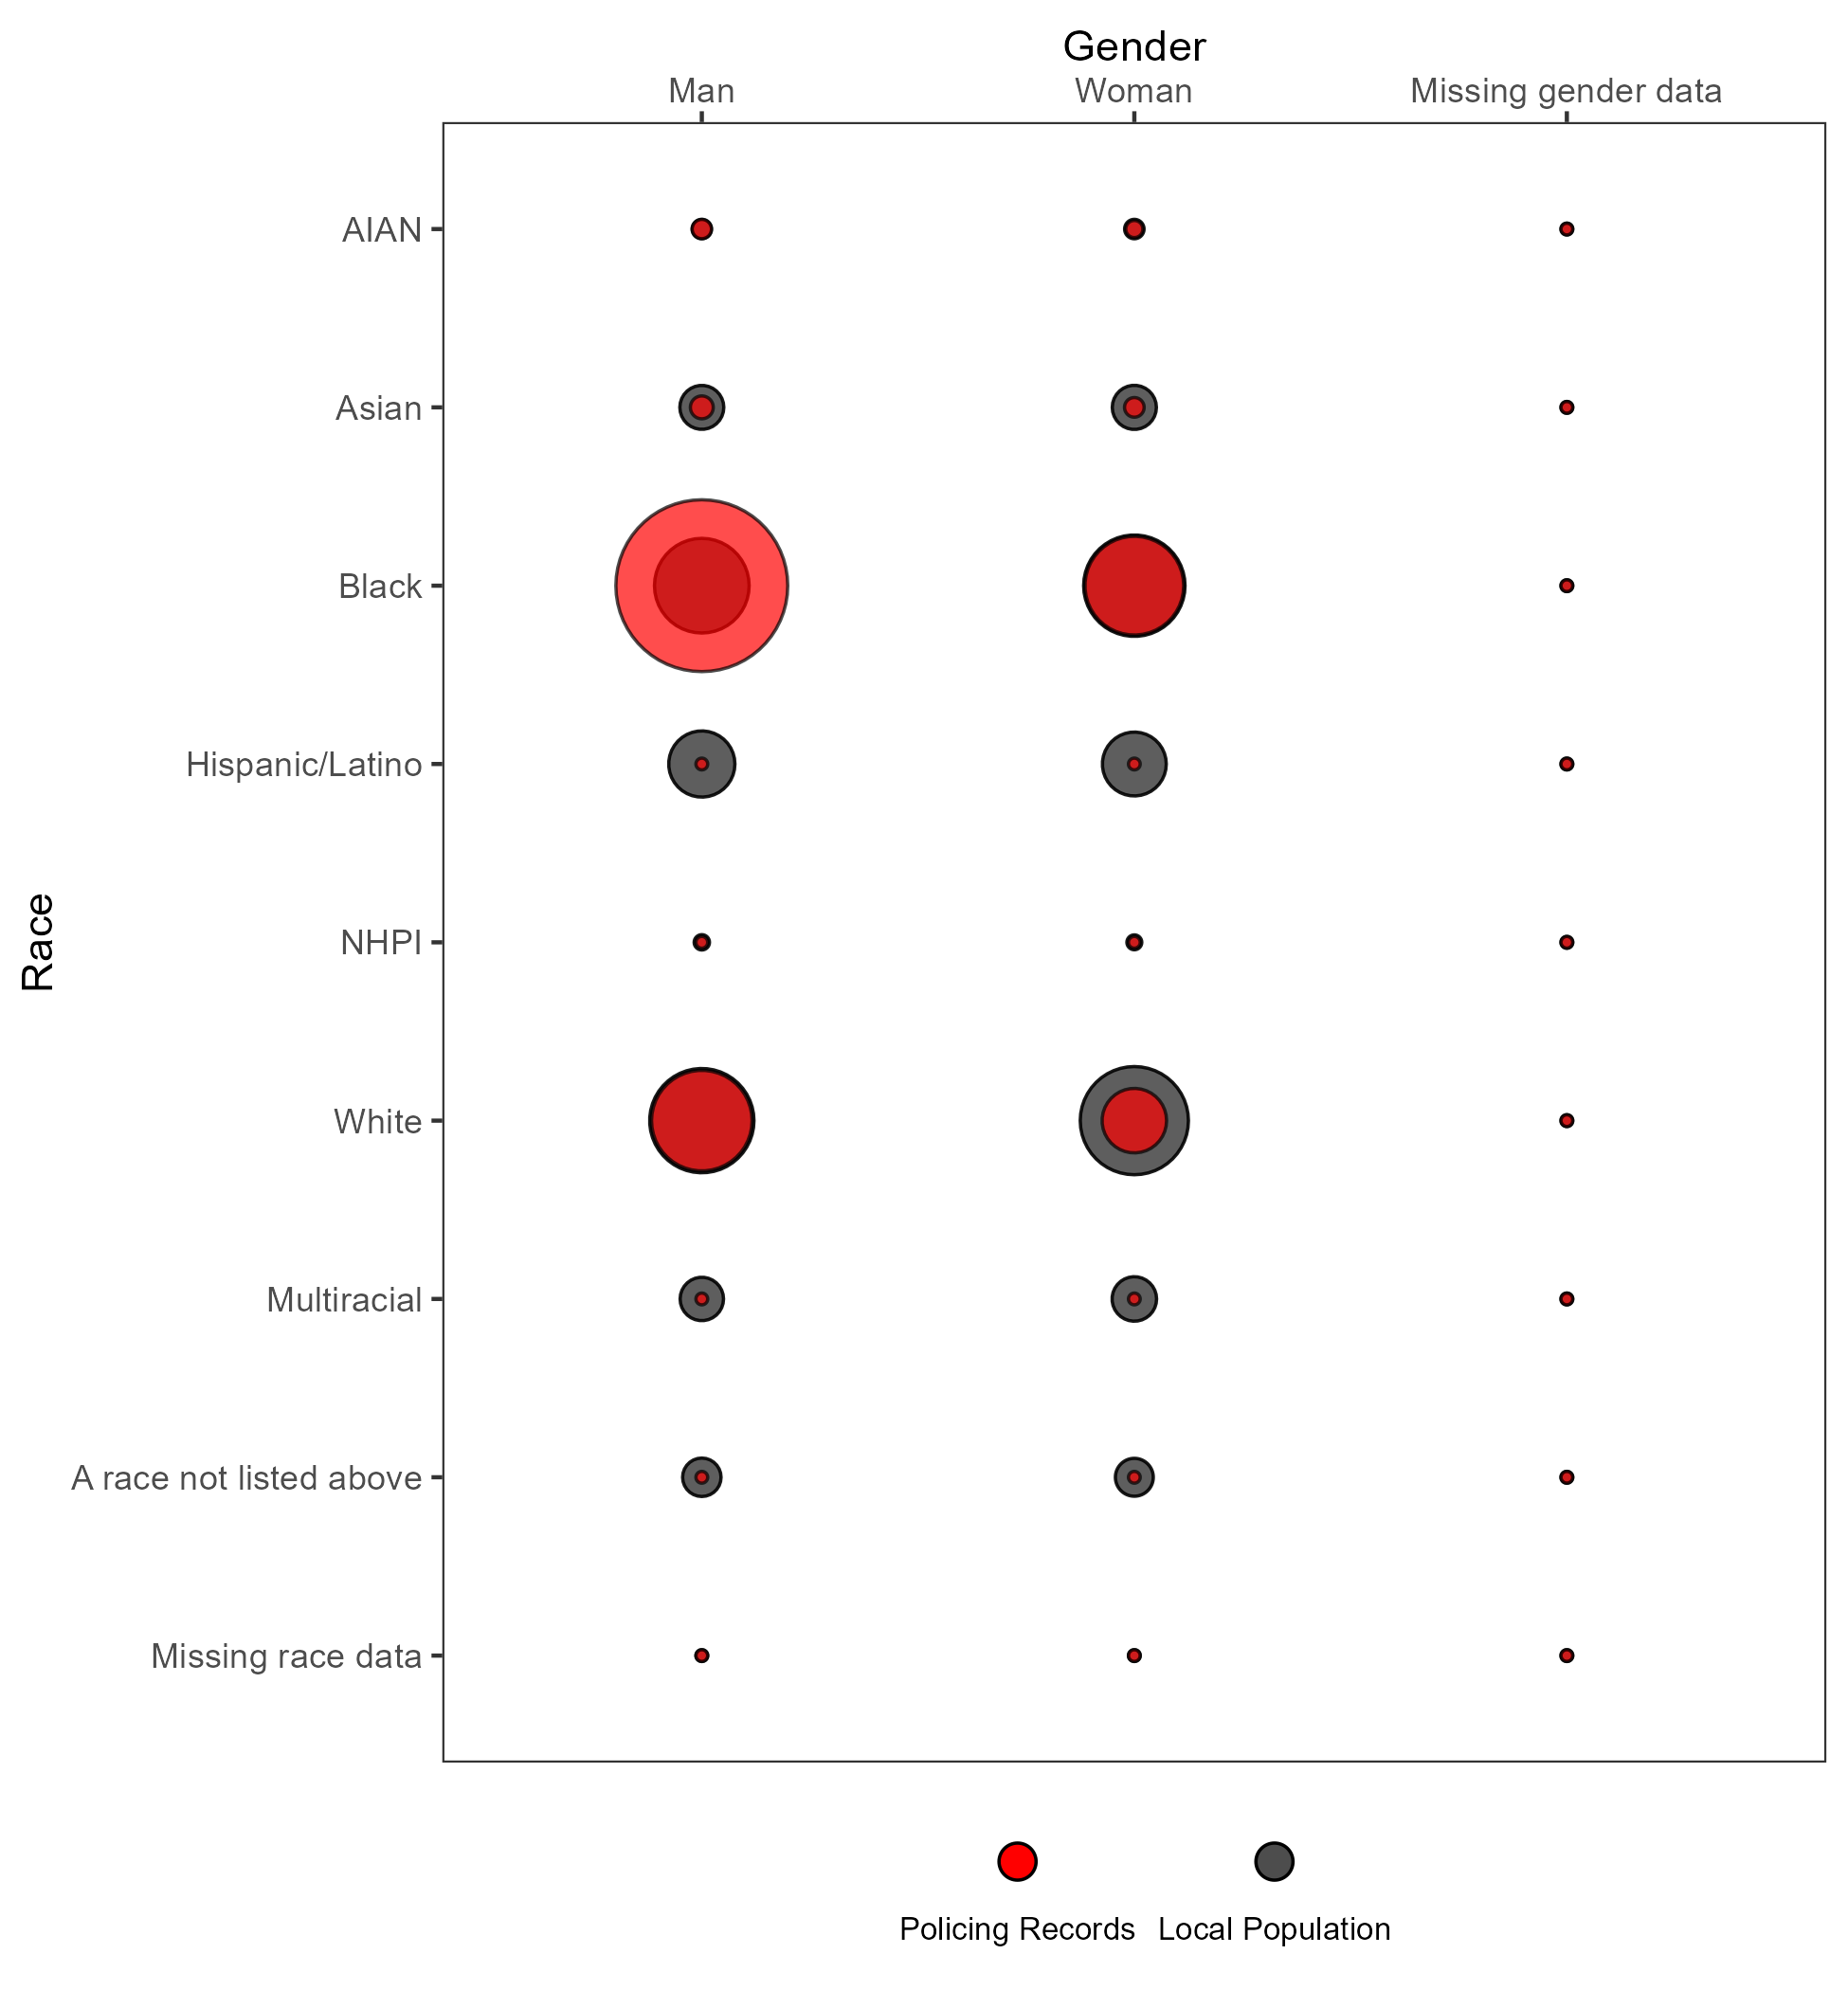 Gender
Man Woman Missing gender data
AIAN
Asian
Black
Hispanic/Latino
Race
NHPI
White
Multiracial
A race not listed above
Missing race data
Policing Records Local Population